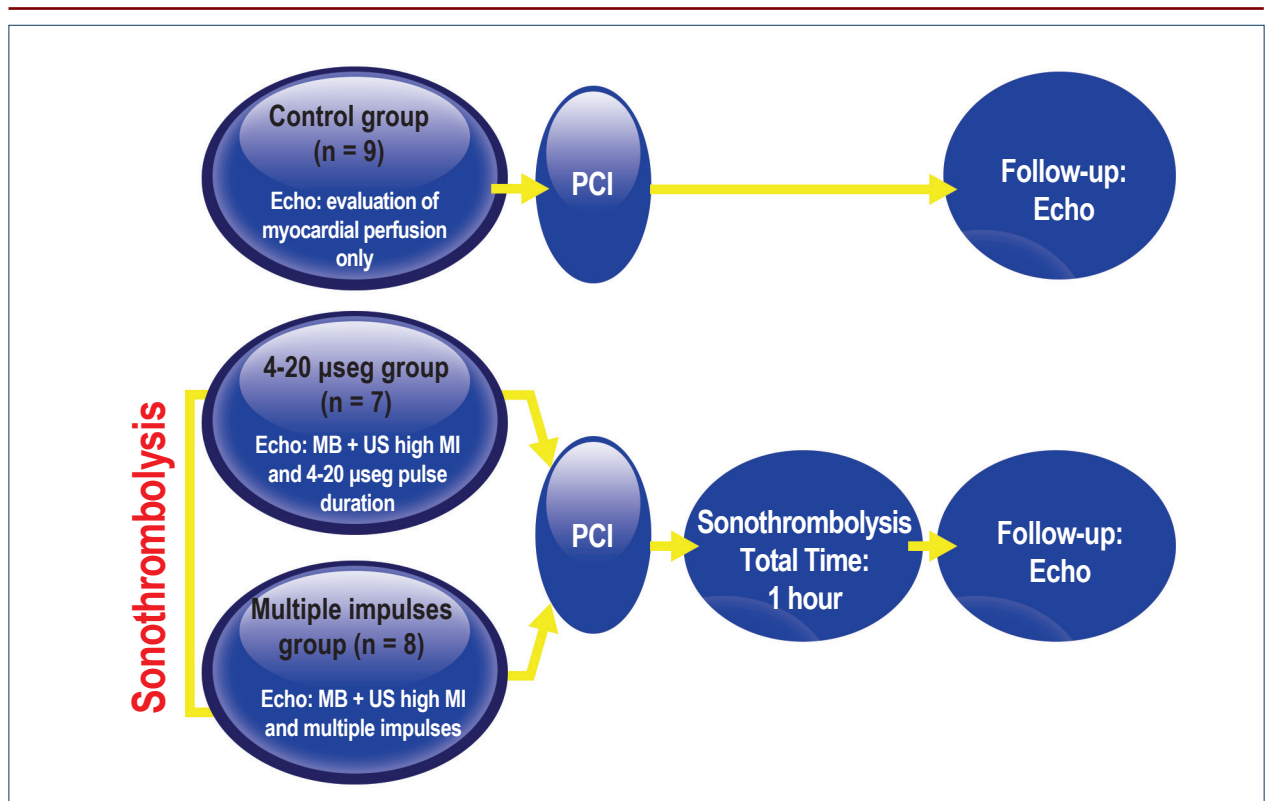 Control group
(n = 9)
Echo: evaluation of
myocardial perfusion
only
PCI
Follow-up:
Echo
Sonothrombolysis
4-20 µseg group
(n = 7)
Echo: MB + US high MI
and 4-20 µseg pulse
duration
Multiple impulses
group (n = 8)
Echo: MB + US high MI
and multiple impulses
PCI
Sonothrombolysis
Total Time:
1 hour
Follow-up:
Echo